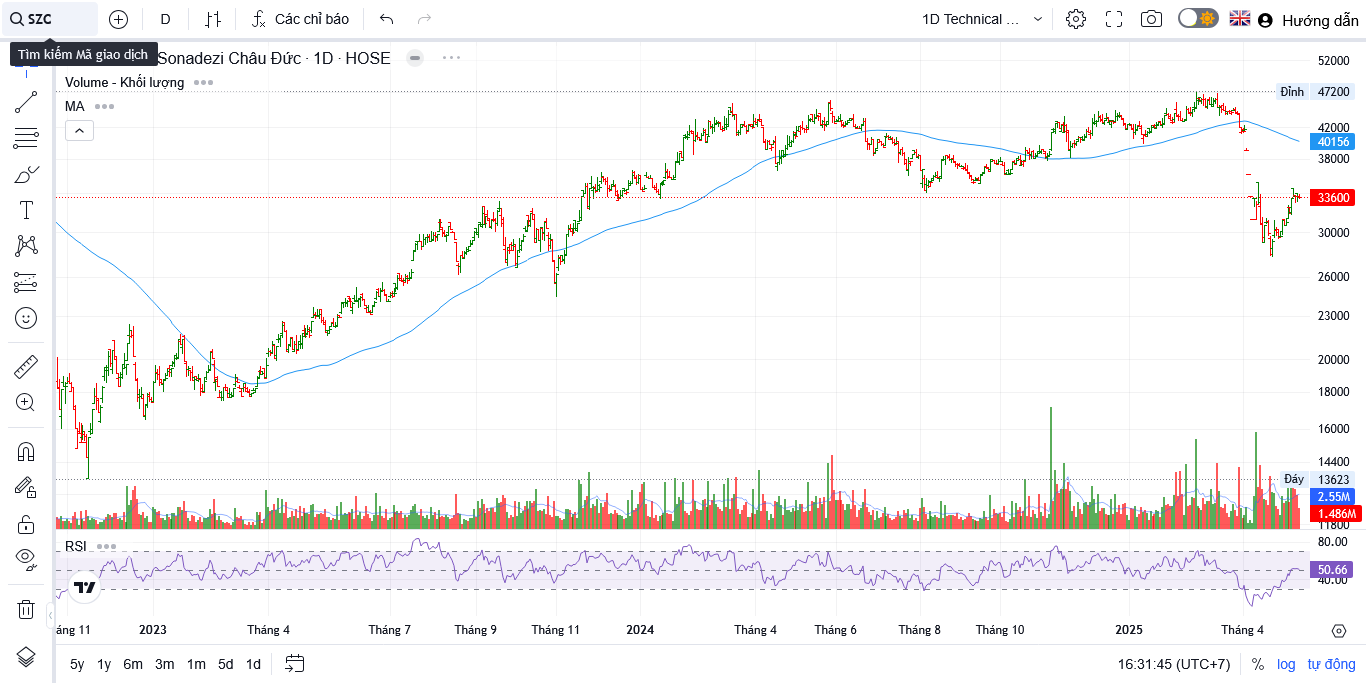 SZC
D
Các chỉ báo
1D Technical ...
Hướng dẫn
Tìm kiếm Mã giao dịch
Sonadezi Châu Đức · 1D · HOSE
Volume - Khối lượng
MA
52000
Đỉnh 47200
42000
40156
38000
33600
30000
26000
23000
20000
18000
16000
14400
Đáy 13623
2.55M
1.486M
11800
RSI
80.00
50.66
40.00
áng 11 2023 Tháng 4 Tháng 7 Tháng 9 Tháng 11 2024 Tháng 4 Tháng 6 Tháng 8 Tháng 10 2025 Tháng 4
5y 1y 6m 3m 1m 5d 1d
16:31:45 (UTC+7) % log tự động